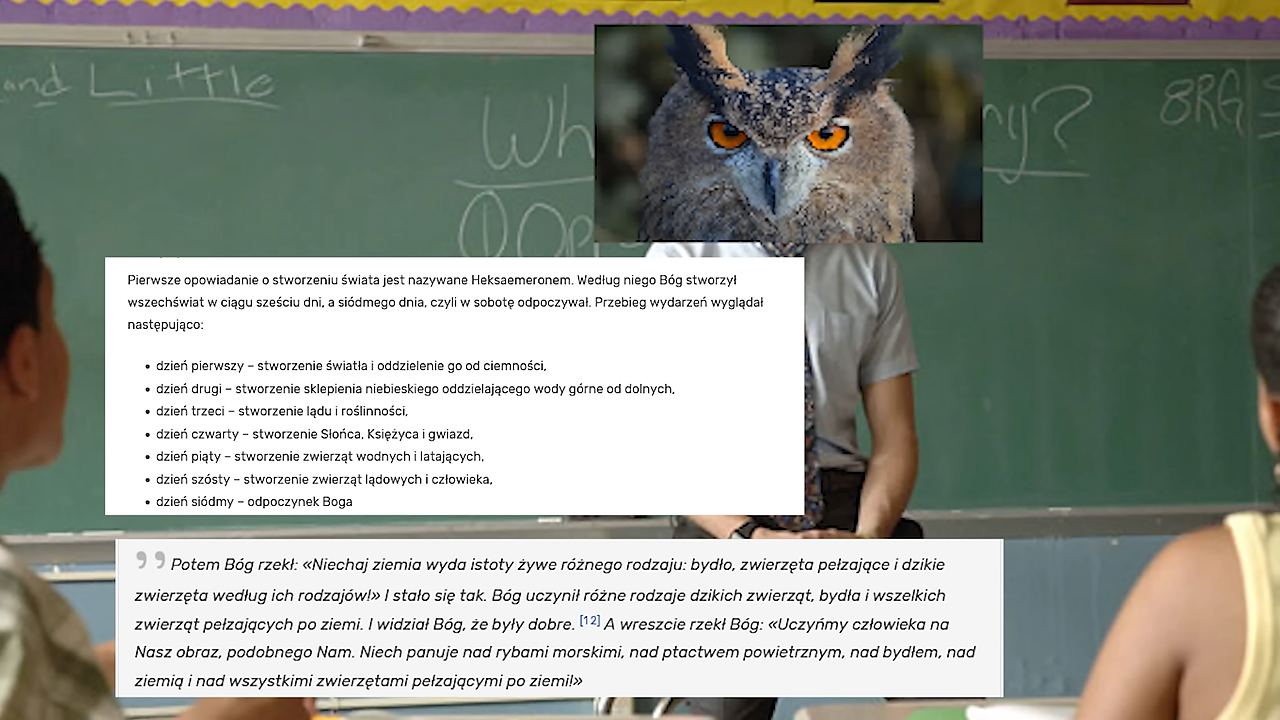 and Little
8RG
Pierwsze opowiadanie o stworzeniu świata jest nazywane Heksaemeronem. Według niego Bóg stworzył
wszechświat w ciągu sześciu dni, a siódmego dnia, czyli w sobotę odpoczywał. Przebieg wydarzeń wyglądał
następująco:
• dzień pierwszy – stworzenie światła i oddzielenie go od ciemności,
• dzień drugi – stworzenie sklepienia niebieskiego oddzielającego wody górne od dolnych,
• dzień trzeci – stworzenie lądu i roślinności,
• dzień czwarty – stworzenie Słońca, Księżyca i gwiazd,
• dzień piąty – stworzenie zwierząt wodnych i latających,
• dzień szósty – stworzenie zwierząt lądowych i człowieka,
• dzień siódmy – odpoczynek Boga
❜❜ Potem Bóg rzekł: «Niechaj ziemia wyda istoty żywe różnego rodzaju: bydło, zwierzęta pełzające i dzikie
zwierzęta według ich rodzajów!» I stało się tak. Bóg uczynił różne rodzaje dzikich zwierząt, bydła i wszelkich
zwierząt pełzających po ziemi. I widział Bóg, że były dobre. [12] A wreszcie rzekł Bóg: «Uczyńmy człowieka na
Nasz obraz, podobnego Nam. Niech panuje nad rybami morskimi, nad ptactwem powietrznym, nad bydłem, nad
ziemią i nad wszystkimi zwierzętami pełzającymi po ziemi!»